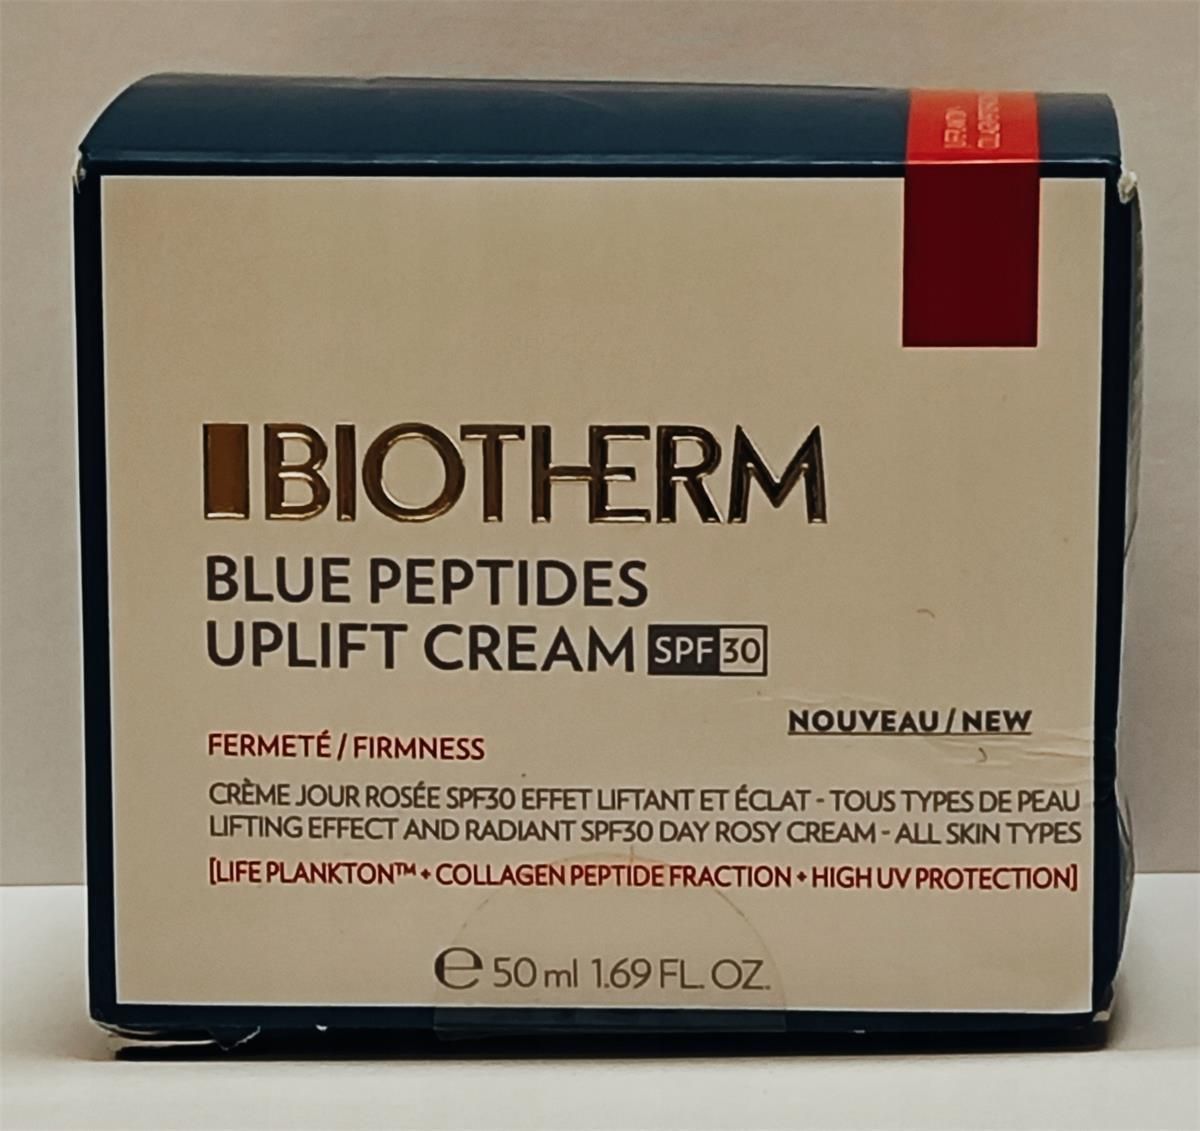 BIOTHERM
BLUE PEPTIDES
UPLIFT CREAM SPF 30
NOUVEAU / NEW
FERMETÉ / FIRMNESS
CRÈME JOUR ROSÉE SPF30 EFFET LIFTANT ET ÉCLAT - TOUS TYPES DE PEAU
LIFTING EFFECT AND RADIANT SPF30 DAY ROSY CREAM - ALL SKIN TYPES
[LIFE PLANKTON™ + COLLAGEN PEPTIDE FRACTION + HIGH UV PROTECTION]
℮ 50 ml 1.69 FL. OZ.